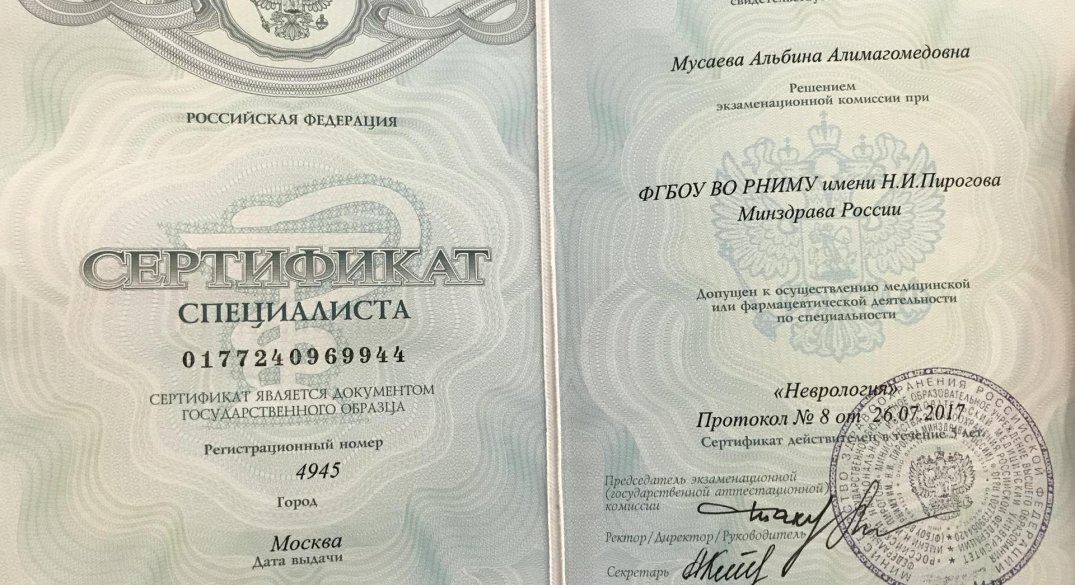 РОССИЙСКАЯ ФЕДЕРАЦИЯ
СЕРТИФИКАТ
СПЕЦИАЛИСТА
0177240969944
СЕРТИФИКАТ ЯВЛЯЕТСЯ ДОКУМЕНТОМ
ГОСУДАРСТВЕННОГО ОБРАЗЦА
Регистрационный номер
4945
Город
Москва
Дата выдачи
Мусаева Альбина Алимагомедовна
Решением
экзаменационной комиссии при
ФГБОУ ВО РНИМУ имени Н.И.Пирогова
Минздрава России
Допущен к осуществлению медицинской
или фармацевтической деятельности
по специальности
«Неврология»
Протокол № 8 от 26.07.2017
Сертификат действителен в течение 5 лет
Председатель экзаменационной
(государственной аттестационной)
комиссии
Ректор/Директор/Руководитель
Секретарь